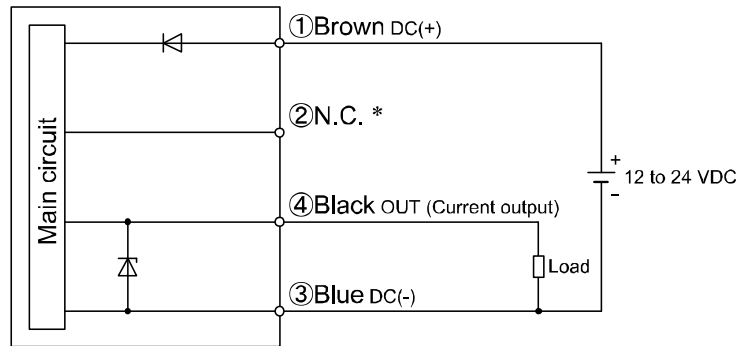 Main circuit
①Brown DC(+)
②N.C. *
④Black OUT (Current output)
③Blue DC(-)
+
12 to 24 VDC
−
Load